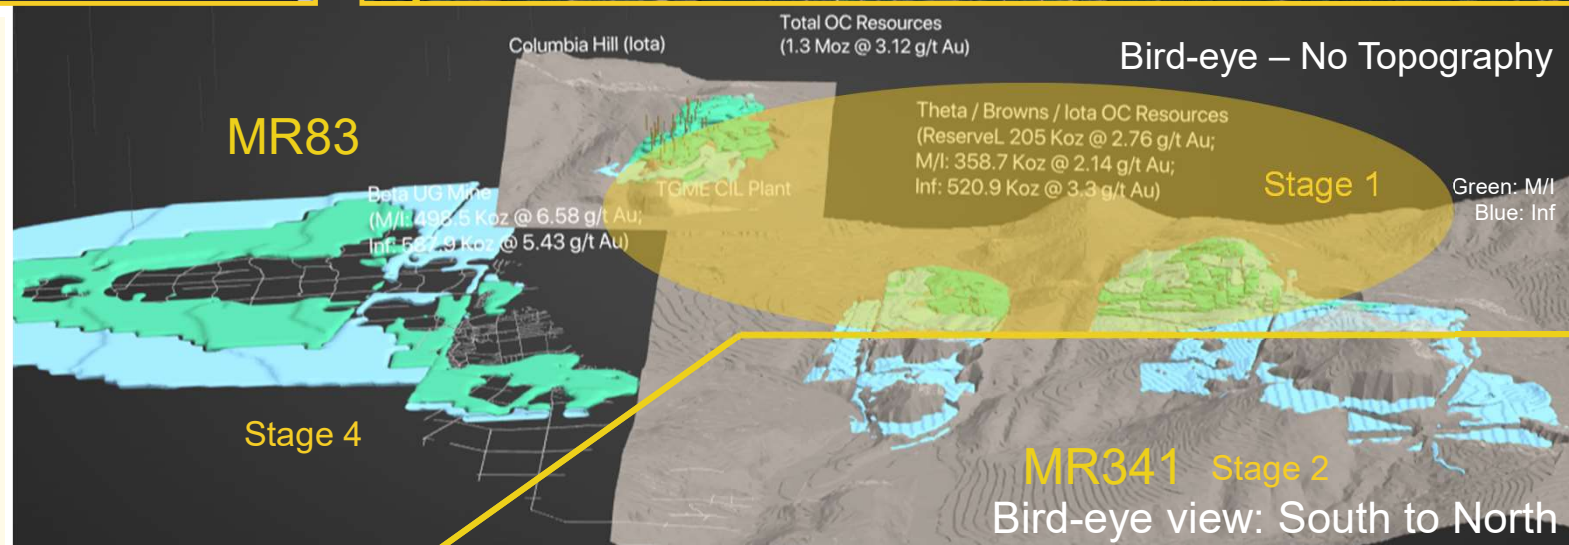 Total OC Resources
(1.3 Moz @ 3.12 g/t Au)
Columbia Hill (Iota)
Bird-eye – No Topography
MR83
Theta / Browns / Iota OC Resources
(ReserveL 205 Koz @ 2.76 g/t Au;
M/I: 358.7 Koz @ 2.14 g/t Au;
Inf: 520.9 Koz @ 3.3 g/t Au)
Stage 1
Green: M/I
Blue: Inf
Beta UG Mine
(M/I: 498.5 Koz @ 6.58 g/t Au;
Inf: 587.9 Koz @ 5.43 g/t Au)
TGME CIL Plant
Stage 4
MR341 Stage 2
Bird-eye view: South to North